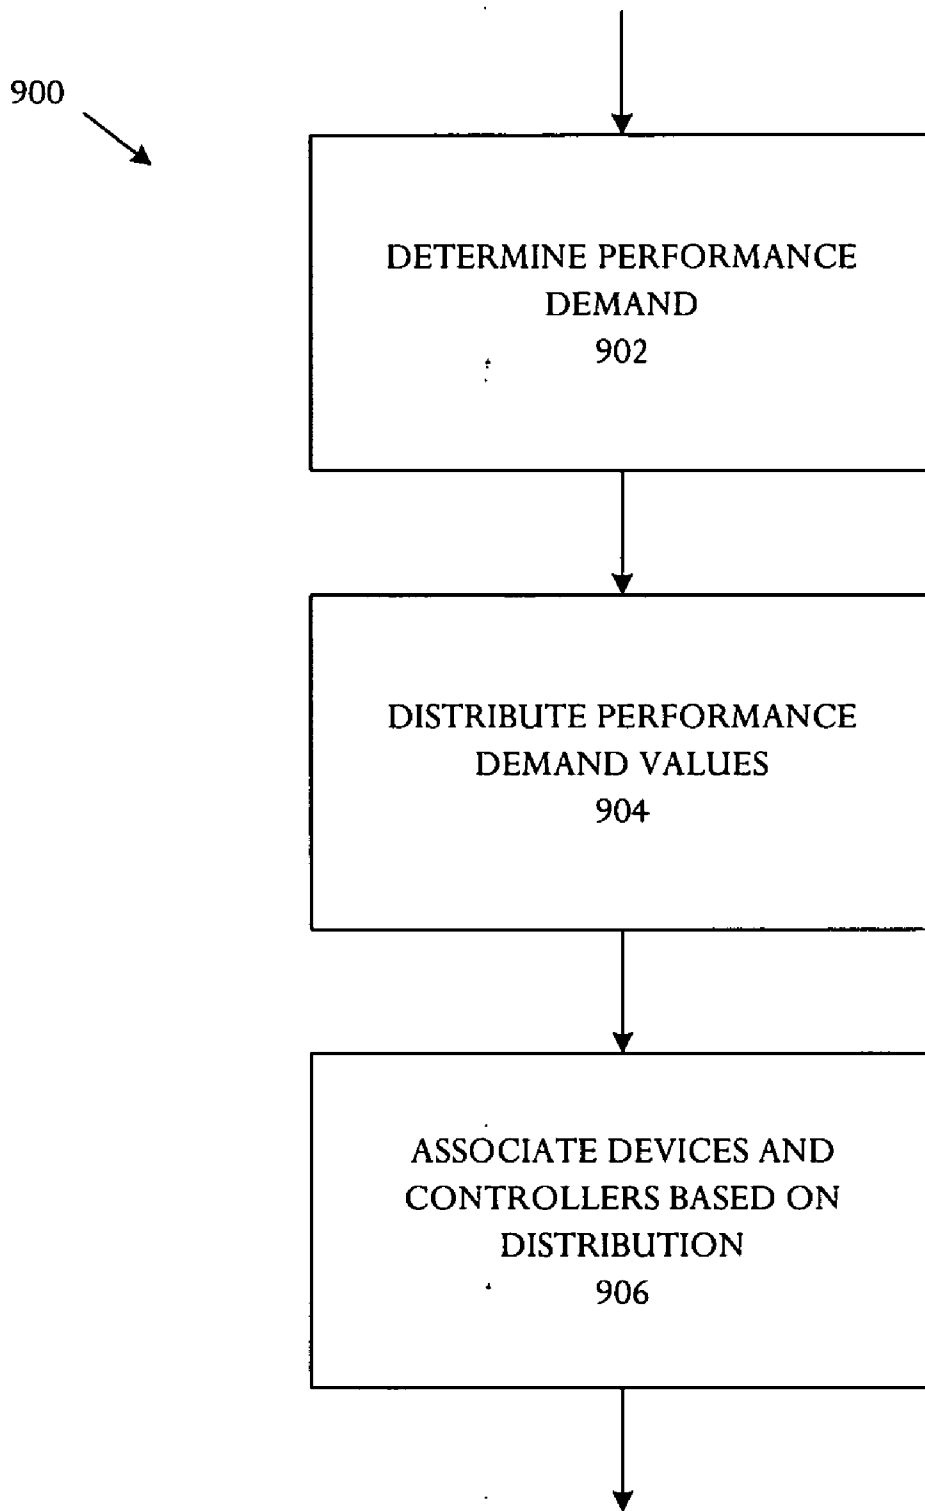 900
DETERMINE PERFORMANCE
DEMAND
902
DISTRIBUTE PERFORMANCE
DEMAND VALUES
904
ASSOCIATE DEVICES AND
CONTROLLERS BASED ON
DISTRIBUTION
906